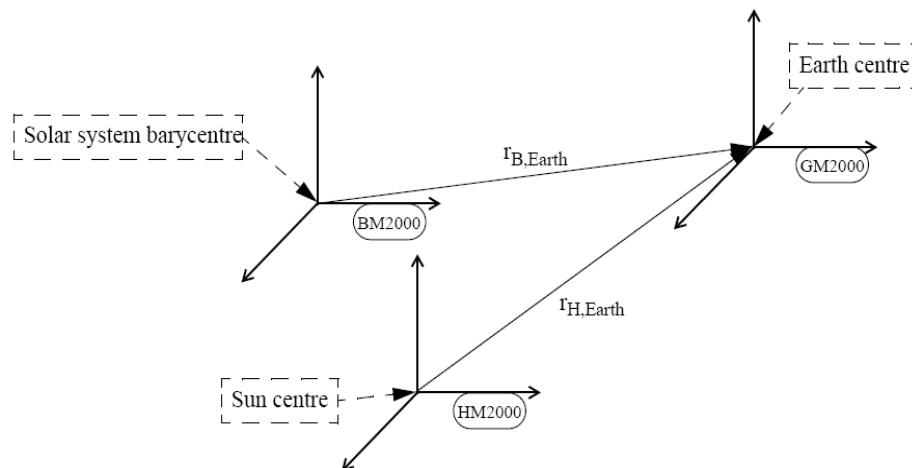 Earth centre
Solar system barycentre
r_B,Earth
GM2000
BM2000
r_H,Earth
Sun centre
HM2000